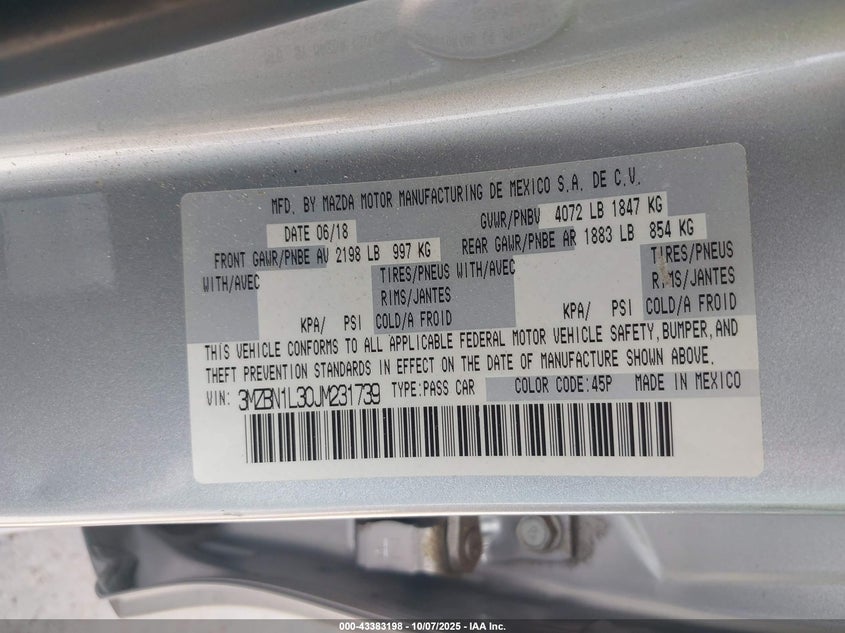 MFD. BY MAZDA MOTOR MANUFACTURING DE MEXICO S.A. DE C.V.
DATE 06/18 GVWR/PNBV 4072 LB 1847 KG
FRONT GAWR/PNBE AV 2198 LB 997 KG REAR GAWR/PNBE AR 1883 LB 854 KG
WITH/AVEC TIRES/PNEUS WITH/AVEC TIRES/PNEUS
RIMS/JANTES RIMS/JANTES
KPA/ PSI COLD/A FROID KPA/ PSI COLD/A FROID
THIS VEHICLE CONFORMS TO ALL APPLICABLE FEDERAL MOTOR VEHICLE SAFETY, BUMPER, AND
THEFT PREVENTION STANDARDS IN EFFECT ON THE DATE OF MANUFACTURE SHOWN ABOVE.
VIN: 3MZBN1L30JM231739 TYPE:PASS CAR COLOR CODE:45P MADE IN MEXICO
000-43383198 - 10/07/2025 - IAA Inc.